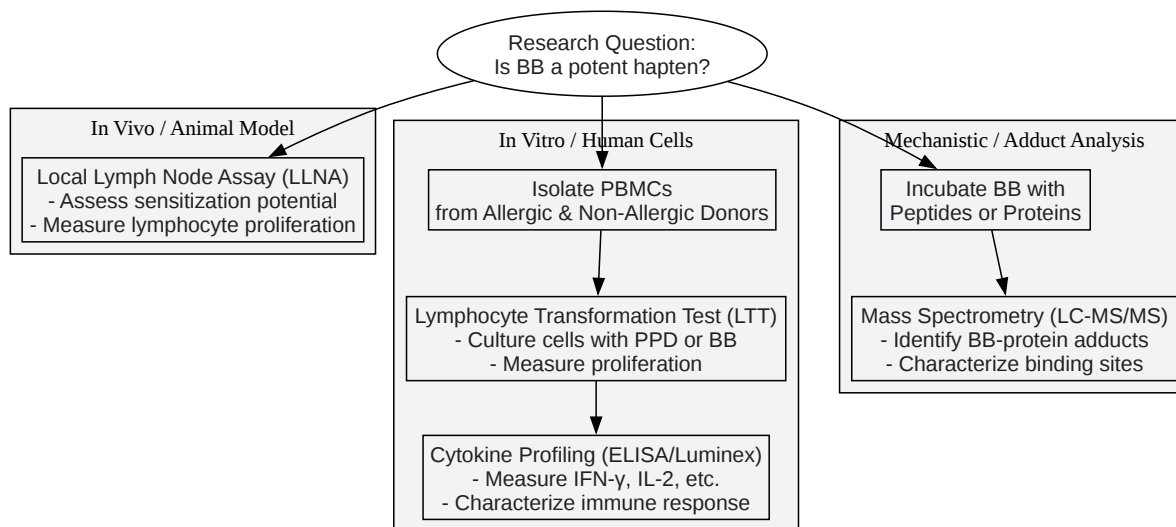 Research Question:
Is BB a potent hapten?
In Vivo / Animal Model
Local Lymph Node Assay (LLNA)
- Assess sensitization potential
- Measure lymphocyte proliferation
In Vitro / Human Cells
Isolate PBMCs
from Allergic & Non-Allergic Donors
Lymphocyte Transformation Test (LTT)
- Culture cells with PPD or BB
- Measure proliferation
Cytokine Profiling (ELISA/Luminex)
- Measure IFN-γ, IL-2, etc.
- Characterize immune response
Mechanistic / Adduct Analysis
Incubate BB with
Peptides or Proteins
Mass Spectrometry (LC-MS/MS)
- Identify BB-protein adducts
- Characterize binding sites